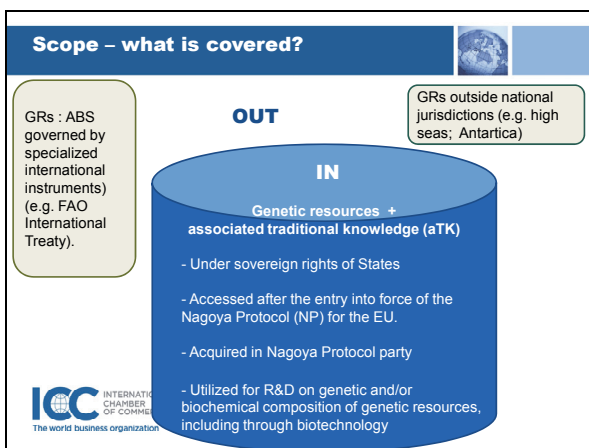 Scope – what is covered?
GRs : ABS
governed by
specialized
international
instruments)
(e.g. FAO
International
Treaty).
OUT
GRs outside national
jurisdictions (e.g. high
seas; Antartica)
IN
Genetic resources +
associated traditional knowledge (aTK)
- Under sovereign rights of States
- Accessed after the entry into force of the
Nagoya Protocol (NP) for the EU.
- Acquired in Nagoya Protocol party
- Utilized for R&D on genetic and/or
biochemical composition of genetic resources,
including through biotechnology
ICC
CHAMBER
The world business organization